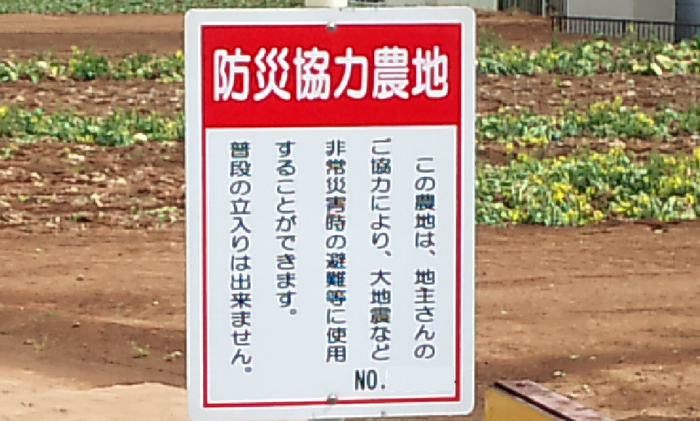 防災協力農地
この農地は、地主さんの
ご協力により、大地震など
非常災害時の避難等に使用
することができます。
普段の立入りは出来ません。
NO.